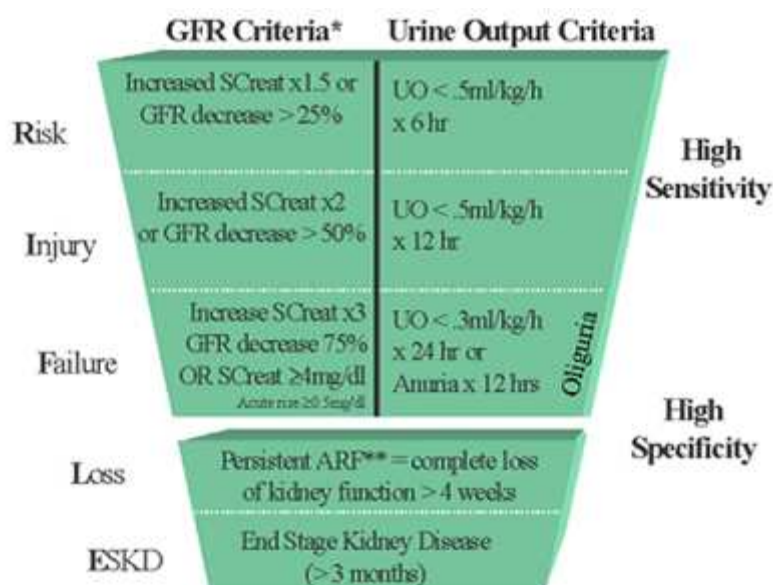 GFR Criteria* Urine Output Criteria
Risk
Increased SCreat x1.5 or
GFR decrease > 25%
UO < .5ml/kg/h
x 6 hr
High
Sensitivity
Injury
Increased SCreat x2
or GFR decrease > 50%
UO < .5ml/kg/h
x 12 hr
Failure
Increase SCreat x3
GFR decrease 75%
OR SCreat ≥4mg/dl
Acute rise ≥0.5mg/dl
UO < .3ml/kg/h
x 24 hr or
Anuria x 12 hrs
Oliguria
High
Specificity
Loss
Persistent ARF** = complete loss
of kidney function > 4 weeks
ESKD
End Stage Kidney Disease
(> 3 months)